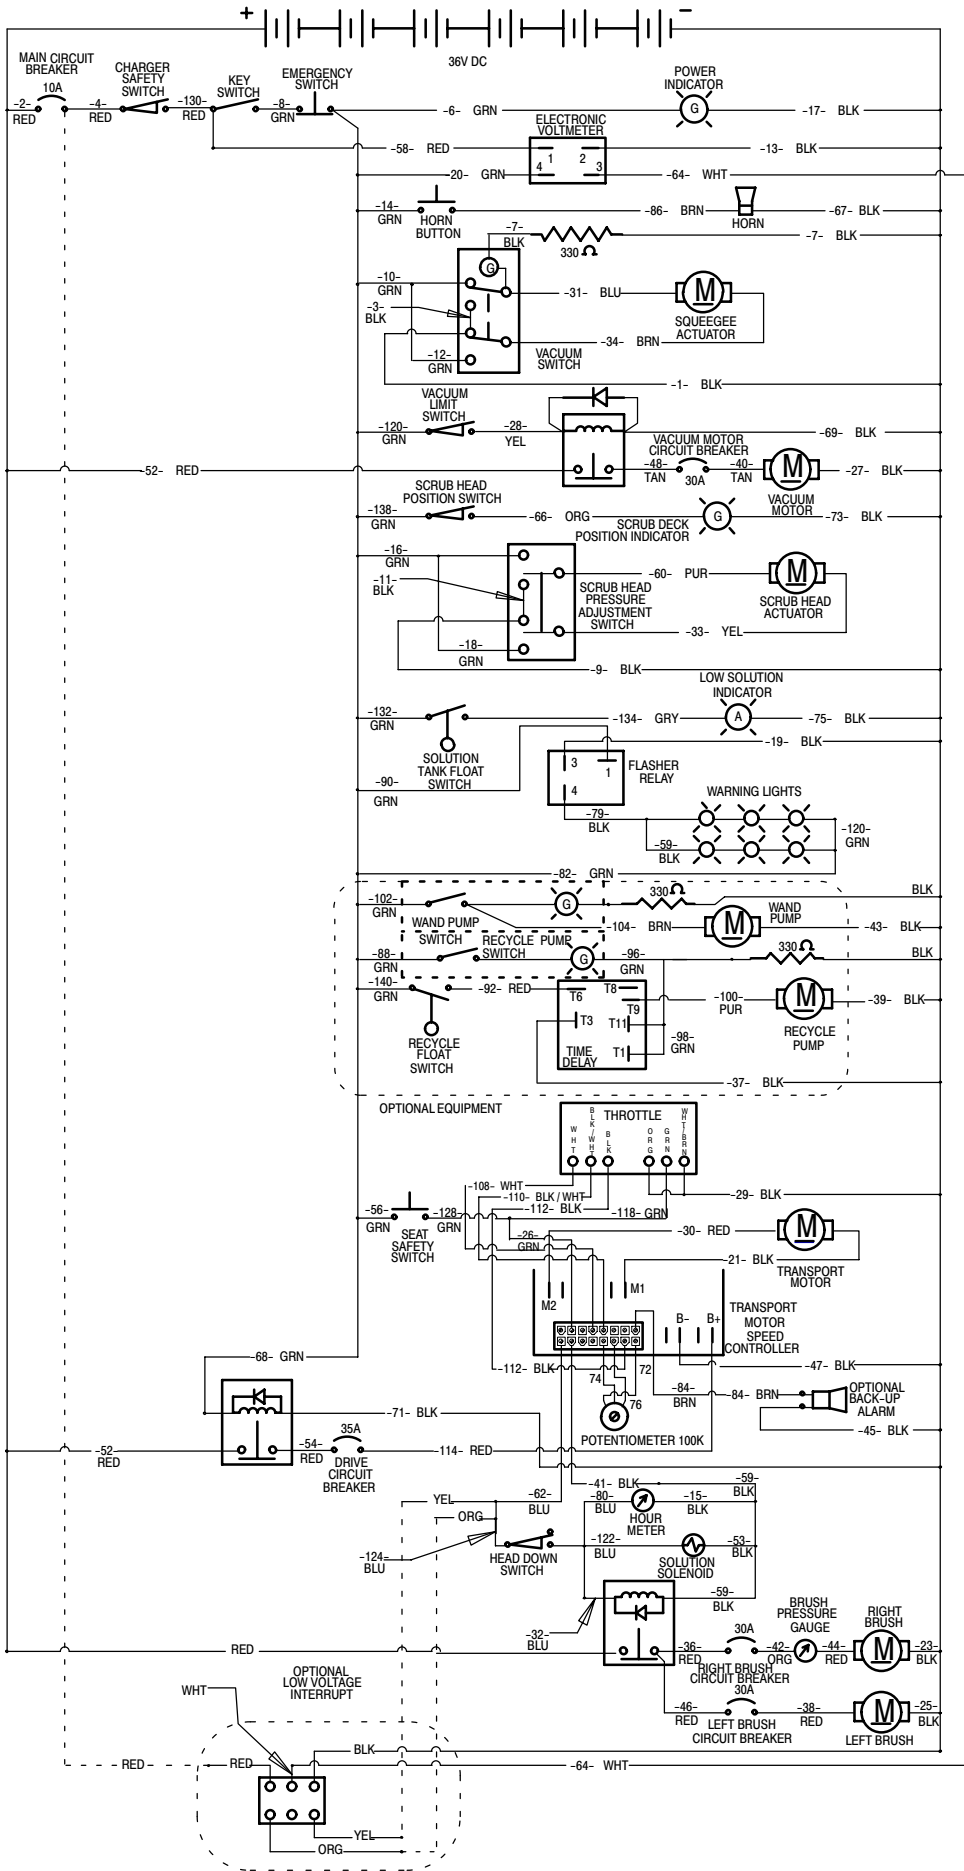 +
−
36V DC
MAIN CIRCUIT
BREAKER
10A
CHARGER
SAFETY
SWITCH
KEY
SWITCH
EMERGENCY
SWITCH
POWER
INDICATOR
-2-
RED
-4-
RED
-130-
RED
-8-
GRN
-6- GRN
G
-17- BLK
ELECTRONIC
VOLTMETER
-58- RED
1 2
4 3
-13- BLK
-20- GRN
-64- WHT
-14-
GRN
HORN
BUTTON
-86- BRN
HORN
-67- BLK
-7-
BLK
330 Ω
-7- BLK
G
-10-
GRN
-31- BLU
M
SQUEEGEE
ACTUATOR
-3-
BLK
-34- BRN
-12-
GRN
VACUUM
SWITCH
-1- BLK
VACUUM
LIMIT
SWITCH
-120-
GRN
-28-
YEL
-69- BLK
VACUUM MOTOR
CIRCUIT BREAKER
-52- RED
-48-
TAN
30A
-40-
TAN
M
VACUUM
MOTOR
-27- BLK
SCRUB HEAD
POSITION SWITCH
-138-
GRN
-66- ORG
SCRUB DECK
POSITION INDICATOR
G
-73- BLK
-16-
GRN
-11-
BLK
-60- PUR
M
SCRUB HEAD
ACTUATOR
SCRUB HEAD
PRESSURE
ADJUSTMENT
SWITCH
-33- YEL
-18-
GRN
-9- BLK
LOW SOLUTION
INDICATOR
-132-
GRN
-134- GRY
A
-75- BLK
-19- BLK
SOLUTION
TANK FLOAT
SWITCH
3 1
4
FLASHER
RELAY
-90-
GRN
WARNING LIGHTS
-79-
BLK
-59-
BLK
-120-
GRN
-82- GRN
-102-
GRN
G
330 Ω
BLK
WAND PUMP
SWITCH
-104- BRN
M
WAND
PUMP
-43- BLK
RECYCLE PUMP
SWITCH
-88-
GRN
G
-96-
GRN
330 Ω
BLK
-140-
GRN
-92- RED
T6 T8
T9
T3 T11
T1
TIME
DELAY
-100-
PUR
M
RECYCLE
PUMP
-39- BLK
RECYCLE
FLOAT
SWITCH
-98-
GRN
-37- BLK
OPTIONAL EQUIPMENT
THROTTLE
WHT
BLK/WHT
BLK
ORG
GRN
WHT/BRN
-108- WHT
-110- BLK/WHT
-112- BLK
-29- BLK
-56-
GRN
-128-
GRN
-118- GRN
SEAT
SAFETY
SWITCH
-26-
GRN
-30- RED
M
-21- BLK
TRANSPORT
MOTOR
M2 M1
B- B+
TRANSPORT
MOTOR
SPEED
CONTROLLER
-68- GRN
-112- BLK
74
72
76
-47- BLK
-84-
BRN
-84- BRN
OPTIONAL
BACK-UP
ALARM
POTENTIOMETER 100K
-45- BLK
-71- BLK
-52-
RED
-54-
RED
35A
DRIVE
CIRCUIT
BREAKER
-114- RED
-41- BLK
-59-
BLK
YEL
-62-
BLU
ORG
-80-
BLU
-15-
BLK
HOUR
METER
-124-
BLU
HEAD DOWN
SWITCH
-122-
BLU
-53-
BLK
SOLUTION
SOLENOID
-59-
BLK
-32-
BLU
RED
-36-
RED
30A
RIGHT BRUSH
CIRCUIT BREAKER
-42-
ORG
BRUSH
PRESSURE
GAUGE
-44-
RED
RIGHT
BRUSH
M
-23-
BLK
-46-
RED
30A
LEFT BRUSH
CIRCUIT BREAKER
-38-
RED
M
LEFT BRUSH
-25-
BLK
OPTIONAL
LOW VOLTAGE
INTERRUPT
WHT
BLK
RED
RED
-64- WHT
YEL
ORG